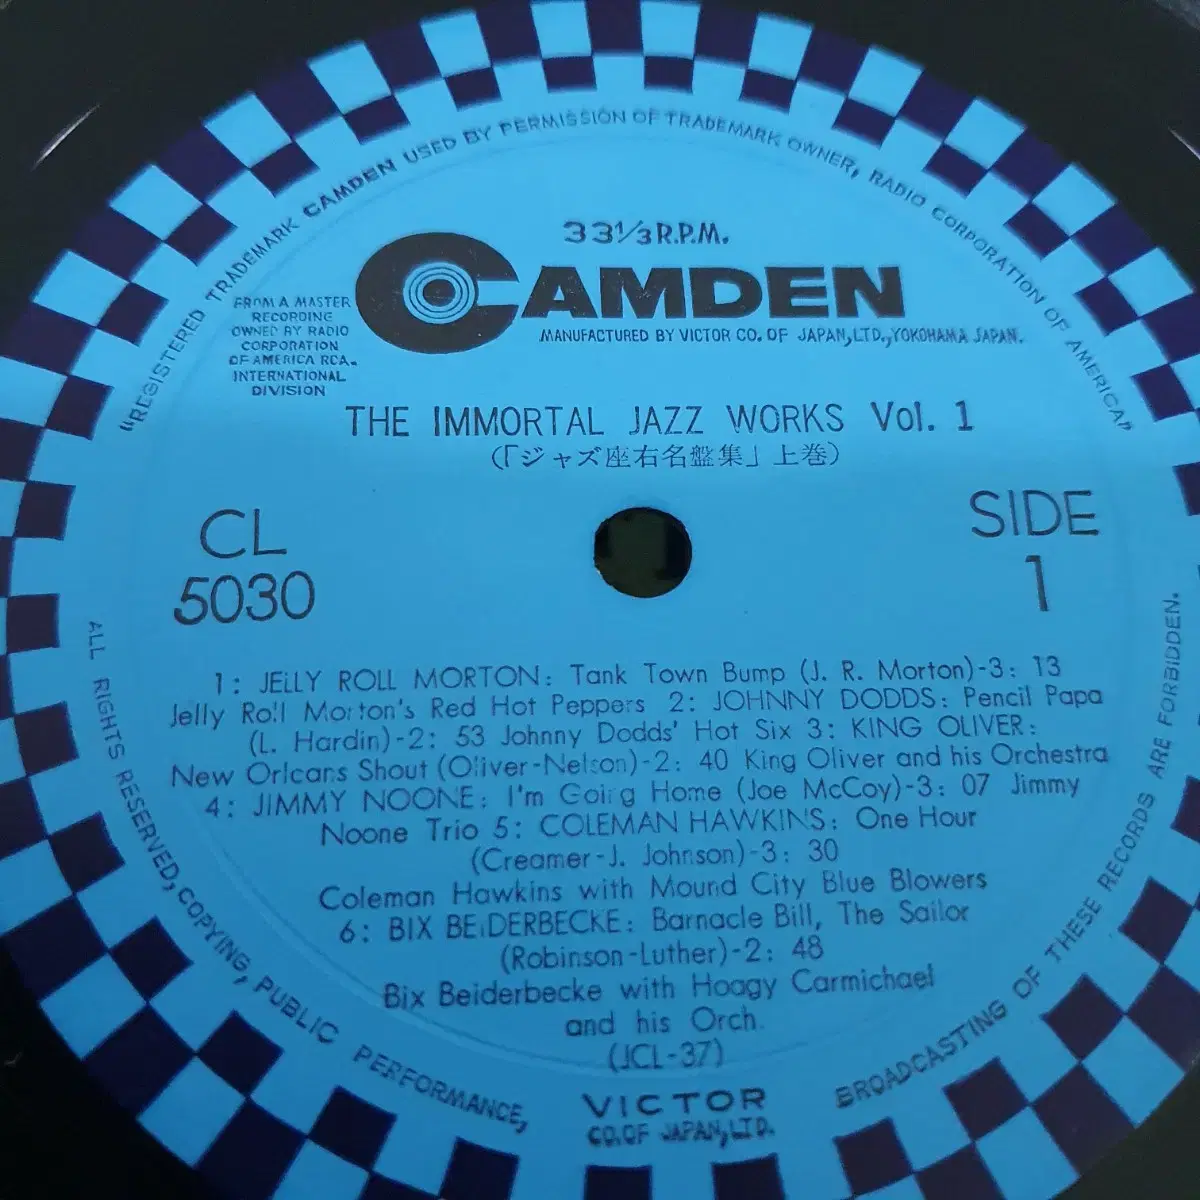 "REGISTERED TRADEMARK CAMDEN USED BY PERMISSION OF TRADEMARK OWNER, RADIO CORPORATION OF AMERICA"
33⅓ R.P.M.
CAMDEN
MANUFACTURED BY VICTOR CO. OF JAPAN, LTD., YOKOHAMA JAPAN.
FROM A MASTER
RECORDING
OWNED BY RADIO
CORPORATION
OF AMERICA RCA.
INTERNATIONAL
DIVISION
THE IMMORTAL JAZZ WORKS Vol. 1
(「ジャズ座右名盤集」上巻)
CL
5030
SIDE
1
1: JELLY ROLL MORTON: Tank Town Bump (J. R. Morton)-3: 13
Jelly Roll Morton's Red Hot Peppers 2: JOHNNY DODDS: Pencil Papa
(L. Hardin)-2: 53 Johnny Dodds' Hot Six 3: KING OLIVER:
New Orleans Shout (Oliver-Nelson)-2: 40 King Oliver and his Orchestra
4: JIMMY NOONE: I'm Going Home (Joe McCoy)-3: 07 Jimmy
Noone Trio 5: COLEMAN HAWKINS: One Hour
(Creamer-J. Johnson)-3: 30
Coleman Hawkins with Mound City Blue Blowers
6: BIX BEIDERBECKE: Barnacle Bill, The Sailor
(Robinson-Luther)-2: 48
Bix Beiderbecke with Hoagy Carmichael
and his Orch.
(JCL-37)
VICTOR
CO. OF JAPAN, LTD.
ALL RIGHTS RESERVED, COPYING, PUBLIC PERFORMANCE, BROADCASTING OF THESE RECORDS ARE FORBIDDEN.